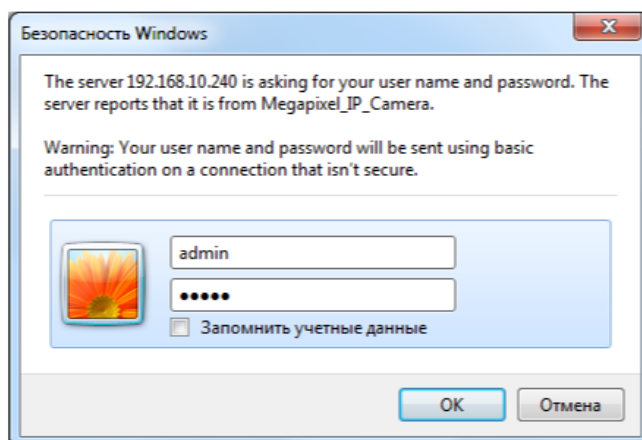 Безопасность Windows
The server 192.168.10.240 is asking for your user name and password. The
server reports that it is from Megapixel_IP_Camera.
Warning: Your user name and password will be sent using basic
authentication on a connection that isn't secure.
admin
•••••
Запомнить учетные данные
OK
Отмена